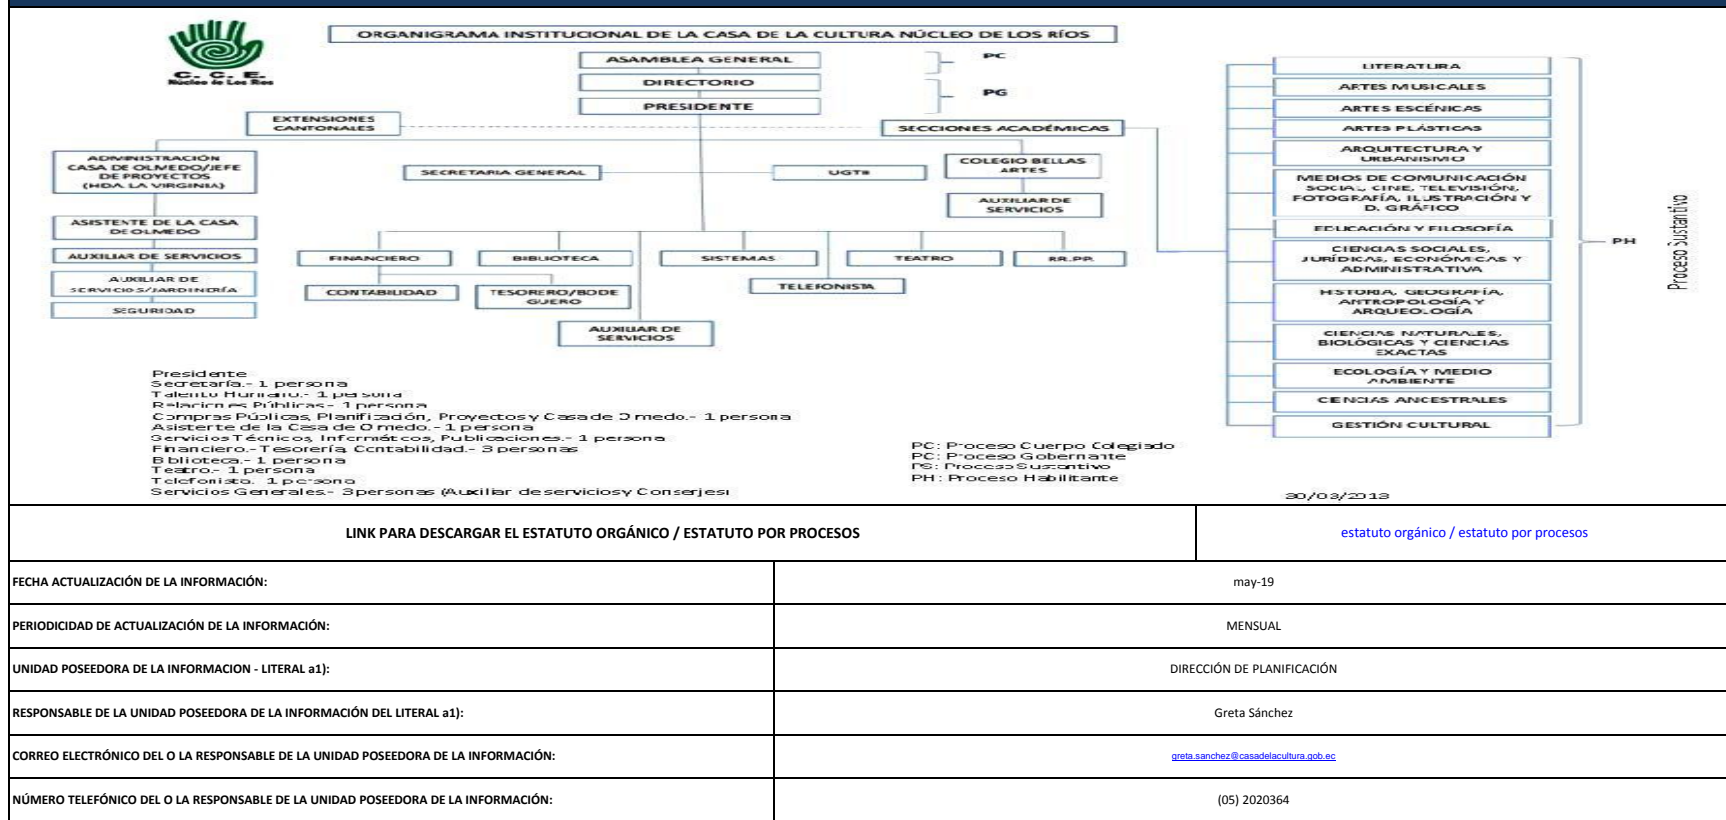 C. C. E.
Núcleo de Los Ríos
ORGANIGRAMA INSTITUCIONAL DE LA CASA DE LA CULTURA NÚCLEO DE LOS RÍOS
ASAMBLEA GENERAL
PC
DIRECTORIO
PG
PRESIDENTE
EXTENSIONES
CANTONALES
SECCIONES ACADÉMICAS
ADMINISTRACIÓN
CASA DE OLMEDO/JEFE
DE PROYECTOS
(HDA. LA VIRGINIA)
SECRETARIA GENERAL
UGTH
COLEGIO BELLAS
ARTES
AUXILIAR DE
SERVICIOS
ASISTENTE DE LA CASA
DE OLMEDO
AUXILIAR DE SERVICIOS
AUXILIAR DE
SERVICIOS/JARDINERÍA
SEGURIDAD
FINANCIERO
BIBLIOTECA
SISTEMAS
TEATRO
RR.PP.
CONTABILIDAD
TESORERO/BODE
GUERO
TELEFONISTA
AUXILIAR DE
SERVICIOS
LITERATURA
ARTES MUSICALES
ARTES ESCÉNICAS
ARTES PLÁSTICAS
ARQUITECTURA Y
URBANISMO
MEDIOS DE COMUNICACIÓN
SOCIAL, CINE, TELEVISIÓN,
FOTOGRAFÍA, ILUSTRACIÓN Y
D. GRÁFICO
EDUCACIÓN Y FILOSOFÍA
CIENCIAS SOCIALES,
JURÍDICAS, ECONÓMICAS Y
ADMINISTRATIVA
HISTORIA, GEOGRAFÍA,
ANTROPOLOGÍA Y
ARQUEOLOGÍA
CIENCIAS NATURALES,
BIOLÓGICAS Y CIENCIAS
EXACTAS
ECOLOGÍA Y MEDIO
AMBIENTE
CIENCIAS ANCESTRALES
GESTIÓN CULTURAL
PH
Proceso Sustantivo
Presidente
Secretaría.- 1 persona
Talento Humano.- 1 persona
Relaciones Públicas.- 1 persona
Compras Públicas, Planificación, Proyectos y Casa de Olmedo.- 1 persona
Asistente de la Casa de Olmedo.- 1 persona
Servicios Técnicos, Informáticos, Publicaciones.- 1 persona
Financiero.- Tesorería, Contabilidad.- 3 personas
Biblioteca.- 1 persona
Teatro.- 1 persona
Telefonista. 1 persona
Servicios Generales.- 3 personas (Auxiliar de servicios y Conserjes)
PC: Proceso Cuerpo Colegiado
PC: Proceso Gobernante
PS: Proceso Sustantivo
PH: Proceso Habilitante
LINK PARA DESCARGAR EL ESTATUTO ORGÁNICO / ESTATUTO POR PROCESOS
estatuto orgánico / estatuto por procesos
FECHA ACTUALIZACIÓN DE LA INFORMACIÓN:
may-19
PERIODICIDAD DE ACTUALIZACIÓN DE LA INFORMACIÓN:
MENSUAL
UNIDAD POSEEDORA DE LA INFORMACION - LITERAL a1):
DIRECCIÓN DE PLANIFICACIÓN
RESPONSABLE DE LA UNIDAD POSEEDORA DE LA INFORMACIÓN DEL LITERAL a1):
Greta Sánchez
CORREO ELECTRÓNICO DEL O LA RESPONSABLE DE LA UNIDAD POSEEDORA DE LA INFORMACIÓN:
greta.sanchez@casadelacultura.gob.ec
NÚMERO TELEFÓNICO DEL O LA RESPONSABLE DE LA UNIDAD POSEEDORA DE LA INFORMACIÓN:
(05) 2020364